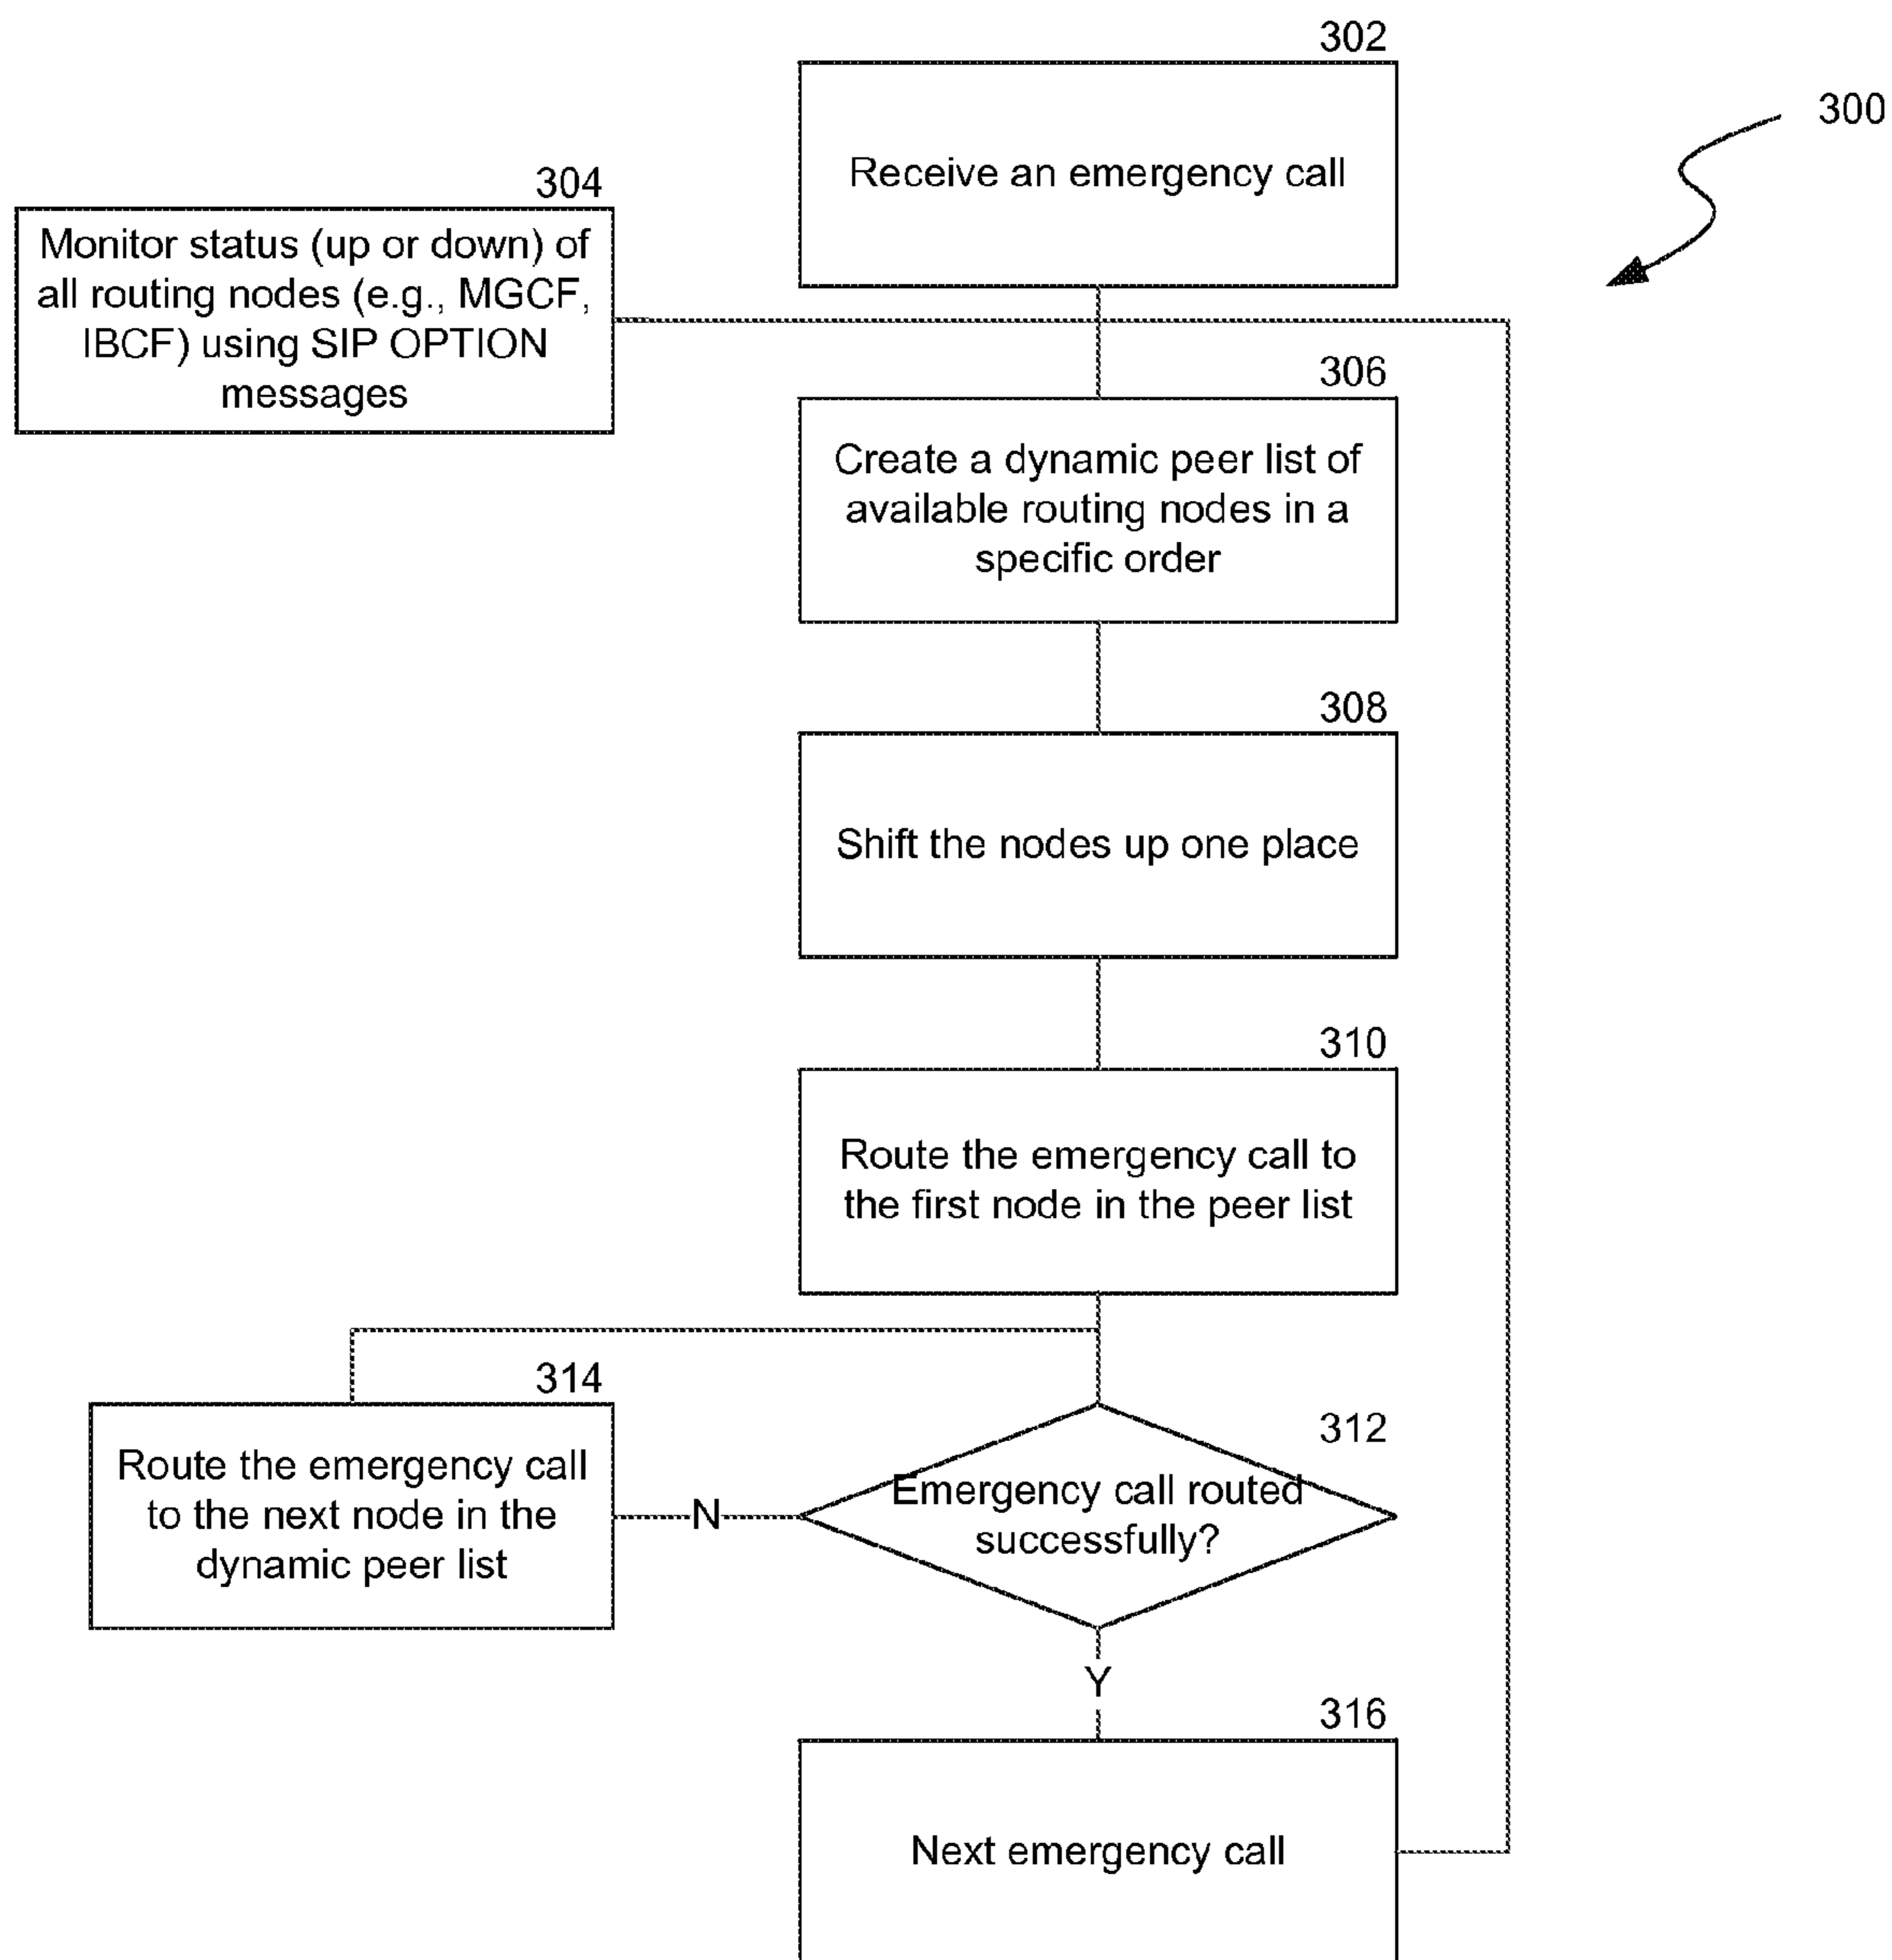 302
Receive an emergency call
300
304
Monitor status (up or down) of
all routing nodes (e.g., MGCF,
IBCF) using SIP OPTION
messages
306
Create a dynamic peer list of
available routing nodes in a
specific order
308
Shift the nodes up one place
310
Route the emergency call to
the first node in the peer list
314
Route the emergency call
to the next node in the
dynamic peer list
N
312
Emergency call routed
successfully?
Y
316
Next emergency call